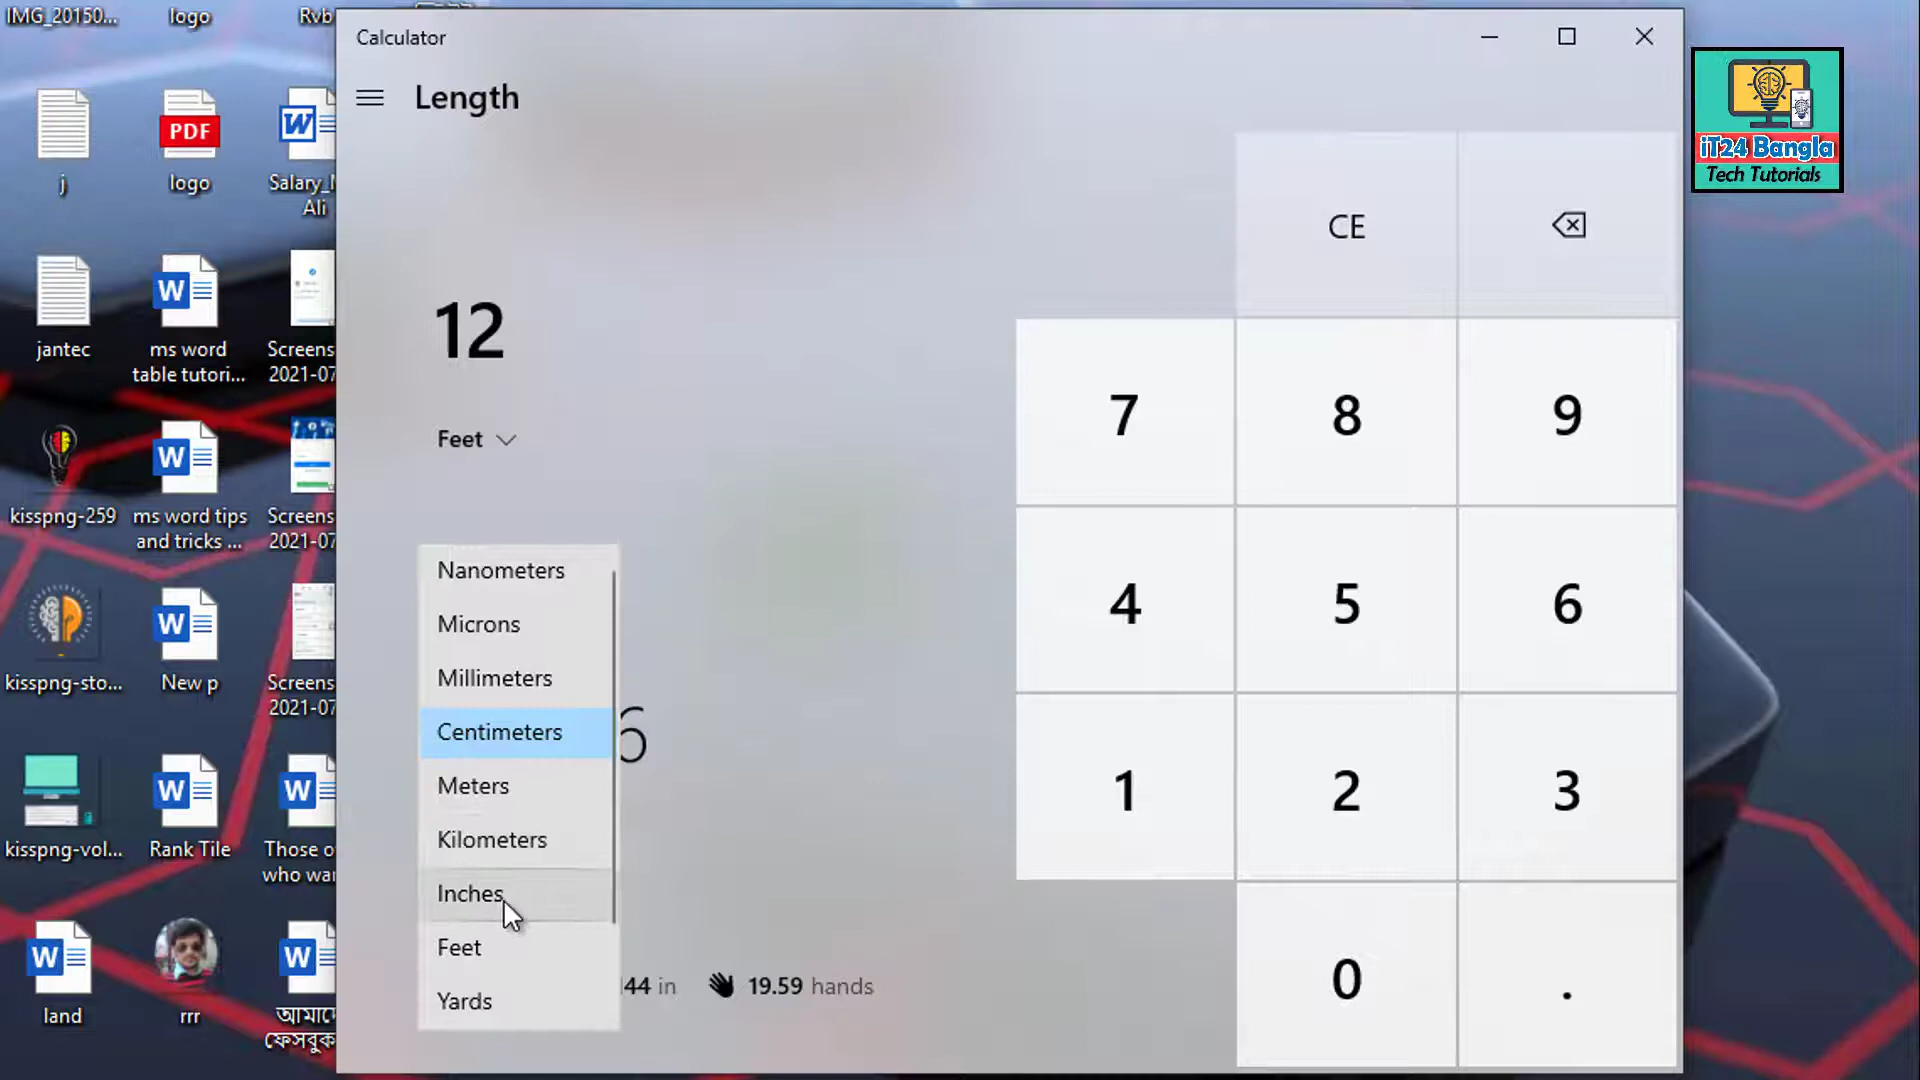 IMG_20150...
logo
Rvb
j
logo
Salary_
Ali
PDF
W
jantec
ms word
table tutori...
Screens
2021-07
W
kisspng-259
ms word tips
and tricks ...
Screens
2021-07
W
kisspng-sto...
New p
Screens
2021-07
W
kisspng-vol...
Rank Tile
Those o
who wa
W
W
land
rrr
আমাদে
ফেসবুক
W
W
Calculator
Length
12
Feet
Nanometers
Microns
Millimeters
Centimeters
Meters
Kilometers
Inches
Feet
Yards
6
44 in
19.59 hands
CE
7 8 9
4 5 6
1 2 3
0 .
iT24 Bangla
Tech Tutorials